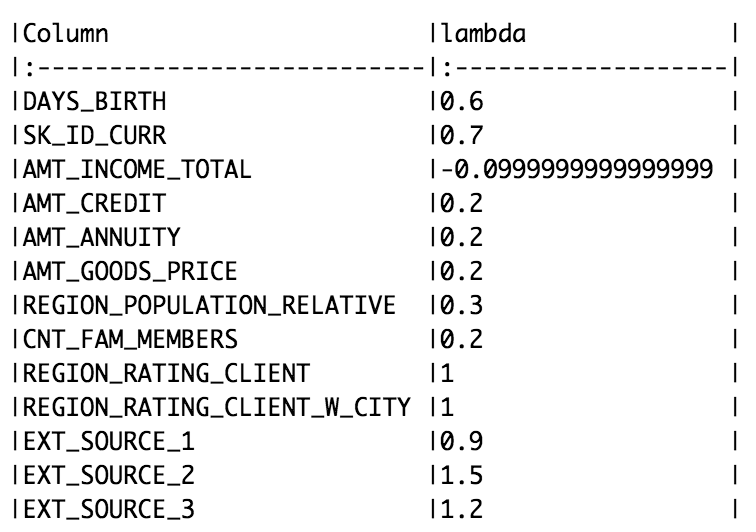 |Column                      |lambda              |
|:---------------------------|:-------------------|
|DAYS_BIRTH                  |0.6                 |
|SK_ID_CURR                  |0.7                 |
|AMT_INCOME_TOTAL            |-0.0999999999999999 |
|AMT_CREDIT                  |0.2                 |
|AMT_ANNUITY                 |0.2                 |
|AMT_GOODS_PRICE             |0.2                 |
|REGION_POPULATION_RELATIVE  |0.3                 |
|CNT_FAM_MEMBERS             |0.2                 |
|REGION_RATING_CLIENT        |1                   |
|REGION_RATING_CLIENT_W_CITY |1                   |
|EXT_SOURCE_1                |0.9                 |
|EXT_SOURCE_2                |1.5                 |
|EXT_SOURCE_3                |1.2                 |